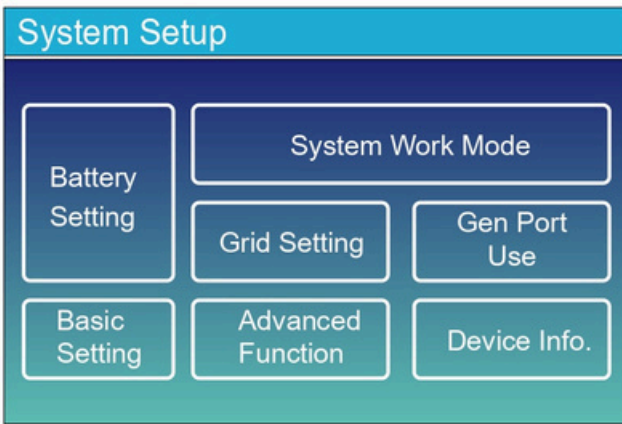 System Setup
Battery
Setting
System Work Mode
Grid Setting
Gen Port
Use
Basic
Setting
Advanced
Function
Device Info.